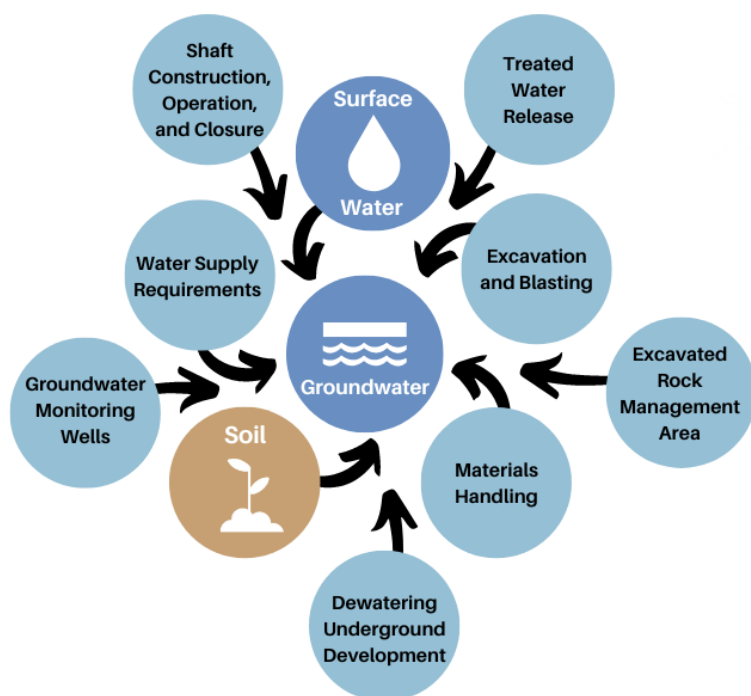 Shaft
Construction,
Operation,
and Closure
Surface
Water
Treated
Water
Release
Water Supply
Requirements
Excavation
and Blasting
Groundwater
Groundwater
Monitoring
Wells
Excavated
Rock
Management
Area
Soil
Materials
Handling
Dewatering
Underground
Development